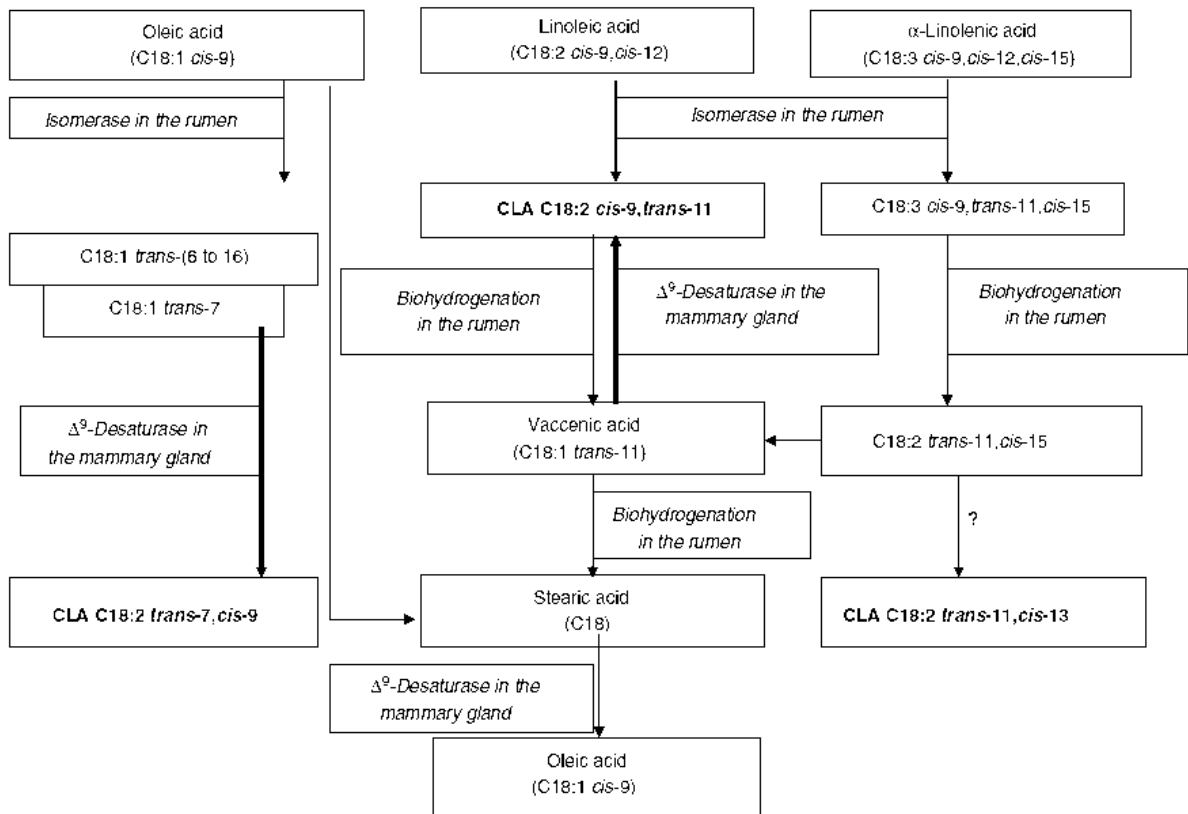 Oleic acid
(C18:1 cis-9}
Linoleic acid
(C18:2 cis-9,cis-12)
α-Linolenic acid
(C18:3 cis-9,cis-12,cis-15}
Isomerase in the rumen
Isomerase in the rumen
CLA C18:2 cis-9,trans-11
C18:3 cis-9,trans-11,cis-15
C18:1 trans-(6 to 16)
C18:1 trans-7
Biohydrogenation
in the rumen
Δ⁹-Desaturase in the
mammary gland
Biohydrogenation
in the rumen
Δ⁹-Desaturase in
the mammary gland
Vaccenic acid
(C18:1 trans-11}
C18:2 trans-11,cis-15
Biohydrogenation
in the rumen
?
CLA C18:2 trans-7,cis-9
Stearic acid
(C18)
CLA C18:2 trans-11,cis-13
Δ⁹-Desaturase in the
mammary gland
Oleic acid
(C18:1 cis-9)